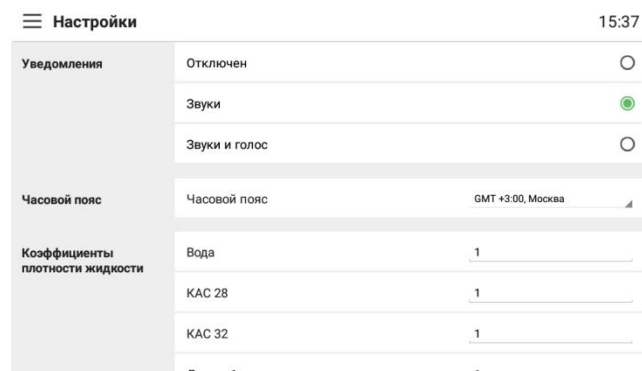 Настройки 15:37
Уведомления Отключен
Звуки
Звуки и голос
Часовой пояс Часовой пояс GMT +3:00, Москва
Коэффициенты
плотности жидкости
Вода 1
КАС 28 1
КАС 32 1